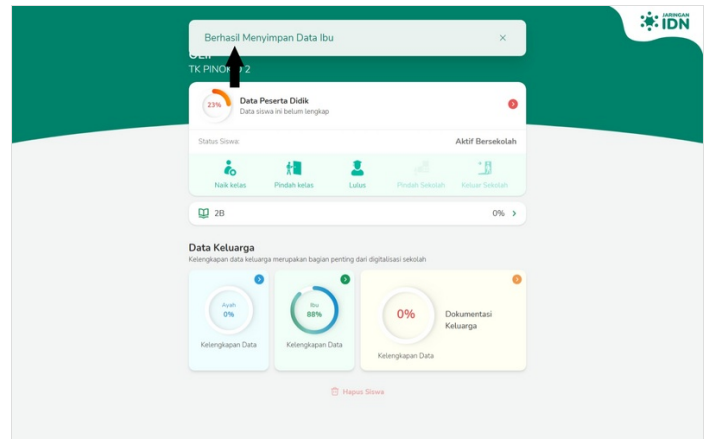 JARINGAN
IDN
Berhasil Menyimpan Data Ibu
TK PINOK 2
23%
Data Peserta Didik
Data siswa ini belum lengkap
Status Siswa:
Aktif Bersekolah
Naik kelas
Pindah kelas
Lulus
Pindah Sekolah
Keluar Sekolah
2B
0%
Data Keluarga
Kelengkapan data keluarga merupakan bagian penting dari digitalisasi sekolah
Ayah
0%
Kelengkapan Data
Ibu
88%
Kelengkapan Data
0%
Kelengkapan Data
Dokumentasi
Keluarga
Hapus Siswa